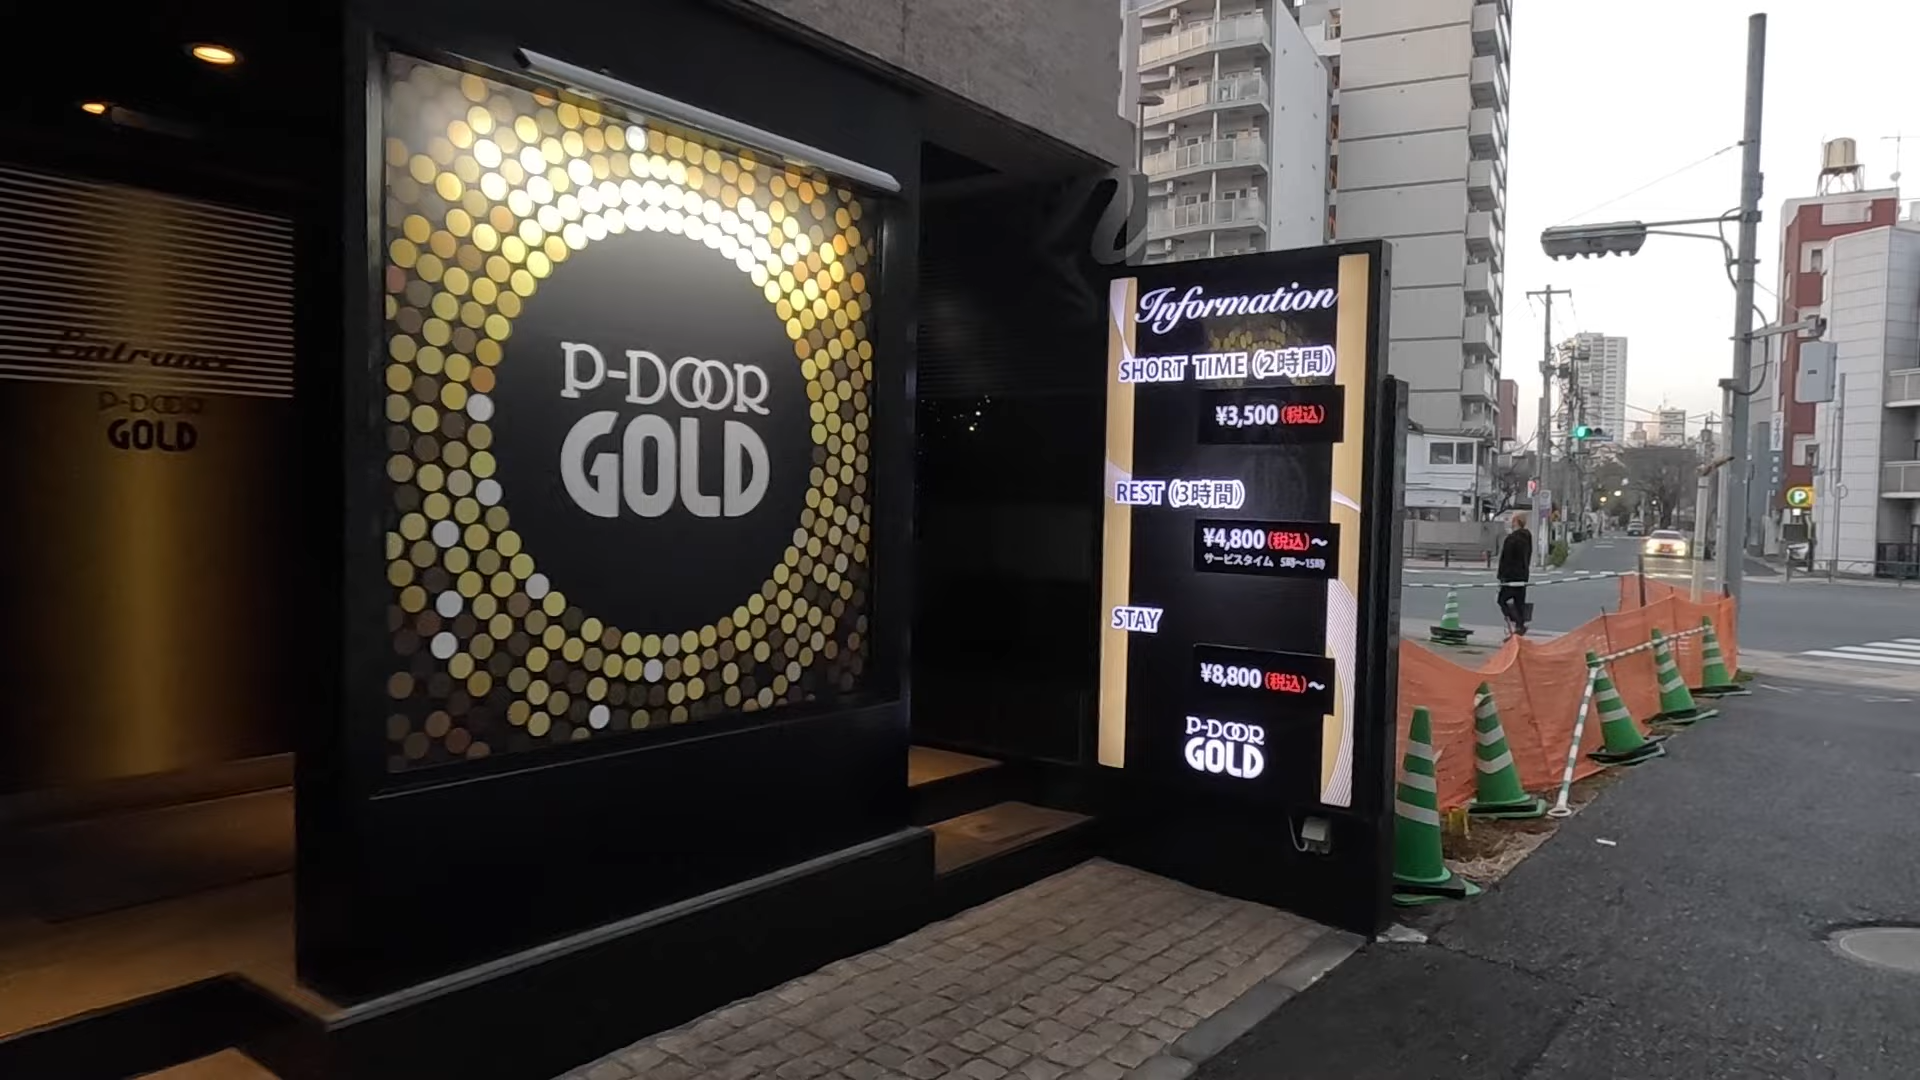 Entrance
P-DOOR
GOLD
P-DOOR
GOLD
Information
SHORT TIME (2時間)
¥3,500(税込)
REST (3時間)
¥4,800(税込)～
サービスタイム 5時～15時
STAY
¥8,800(税込)～
P-DOOR
GOLD
P